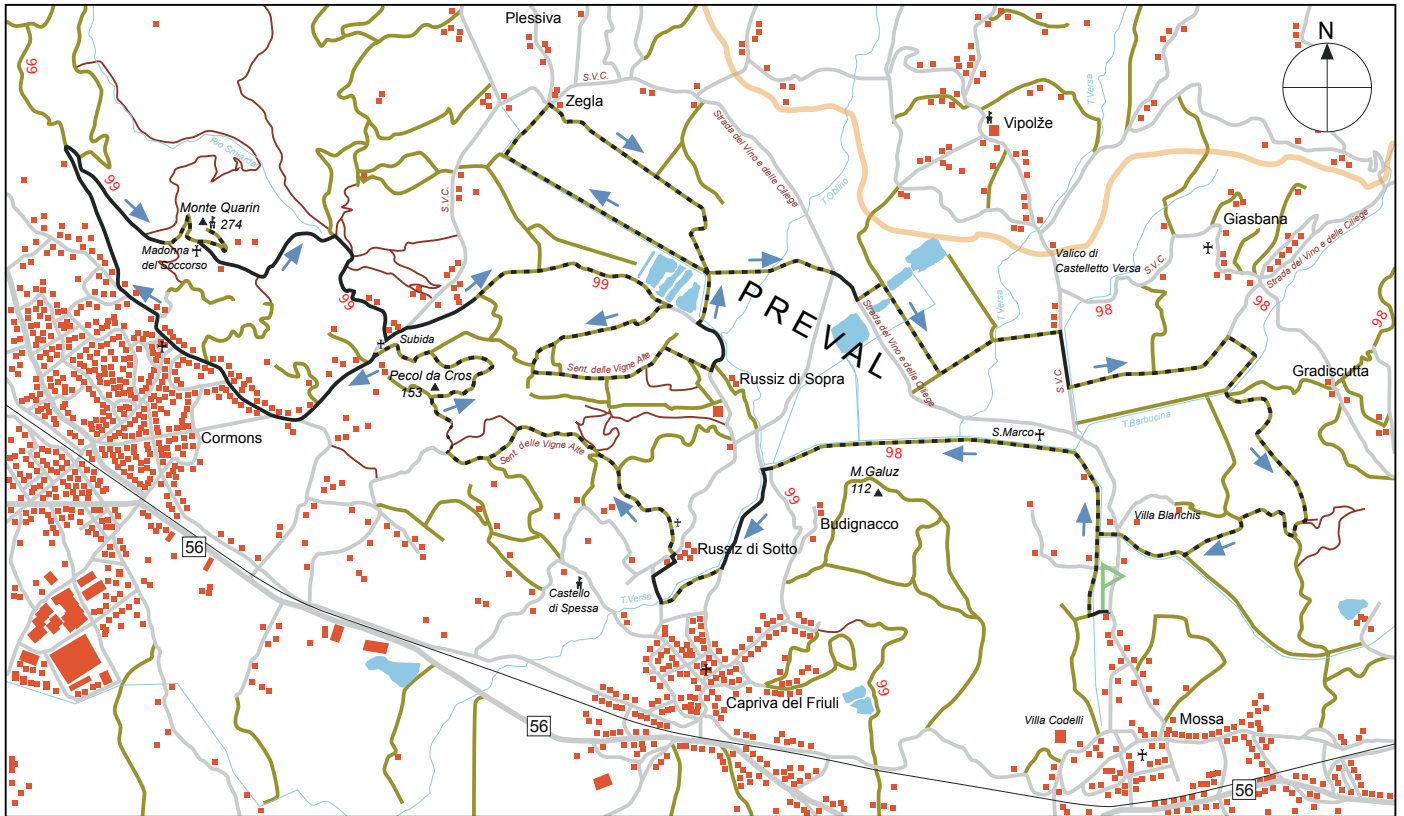 Plessiva
N
S.V.C.
Zegla
99
T.Versa
Strada del Vino e delle Ciliege
Vipolže
Rio Smiardar
99
T.Oblino
S.V.C.
Monte Quarin
274
Giasbana
Madonna
del Soccorso
Valico di
Castelletto Versa
S.V.C.
Strada del Vino e delle Ciliege
99
99
PREVAL
T.Versa
98
98
98
Strada del Vino e delle Ciliege
Subida
Sent. delle Vigne Alte
Pecol da Cros
153
Russiz di Sopra
S.V.C.
Gradiscutta
T.Barbucina
Cormons
Sent. delle Vigne Alte
S.Marco
98
M.Galuz
112
99
Budignacco
Villa Blanchis
56
Russiz di Sotto
Castello
di Spessa
T.Versa
99
Capriva del Friuli
56
Villa Codelli
Mossa
56